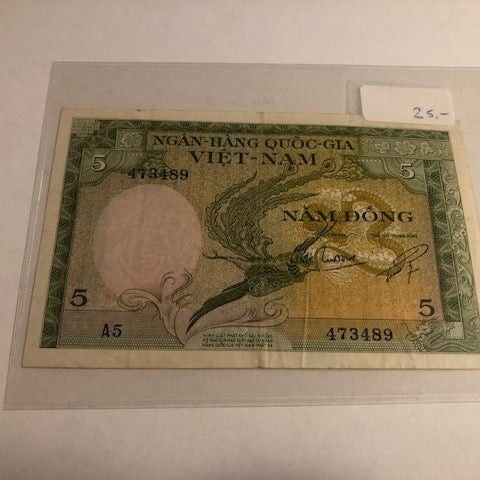 25.-
NGÂN-HÀNG QUỐC-GIA
VIỆT-NAM
5
5
473489
NĂM ĐỒNG
5
5
A5
473489